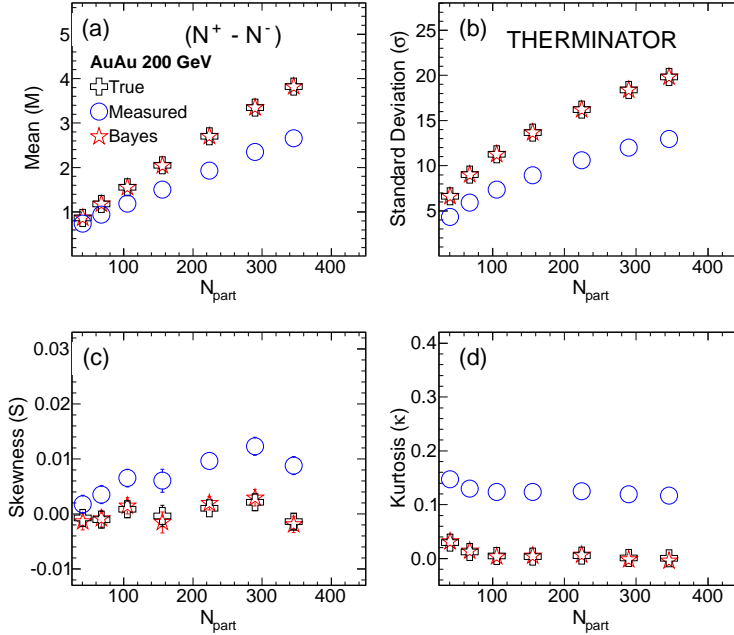 (a) (N⁺ - N⁻)
AuAu 200 GeV
True
Measured
Bayes
Mean (M)
5
4
3
2
1
100 200 300 400
N_part
(b) THERMINATOR
Standard Deviation (σ)
25
20
15
10
5
100 200 300 400
N_part
(c)
Skewness (S)
0.03
0.02
0.01
0.00
-0.01
100 200 300 400
N_part
(d)
Kurtosis (κ)
0.4
0.3
0.2
0.1
0.0
100 200 300 400
N_part